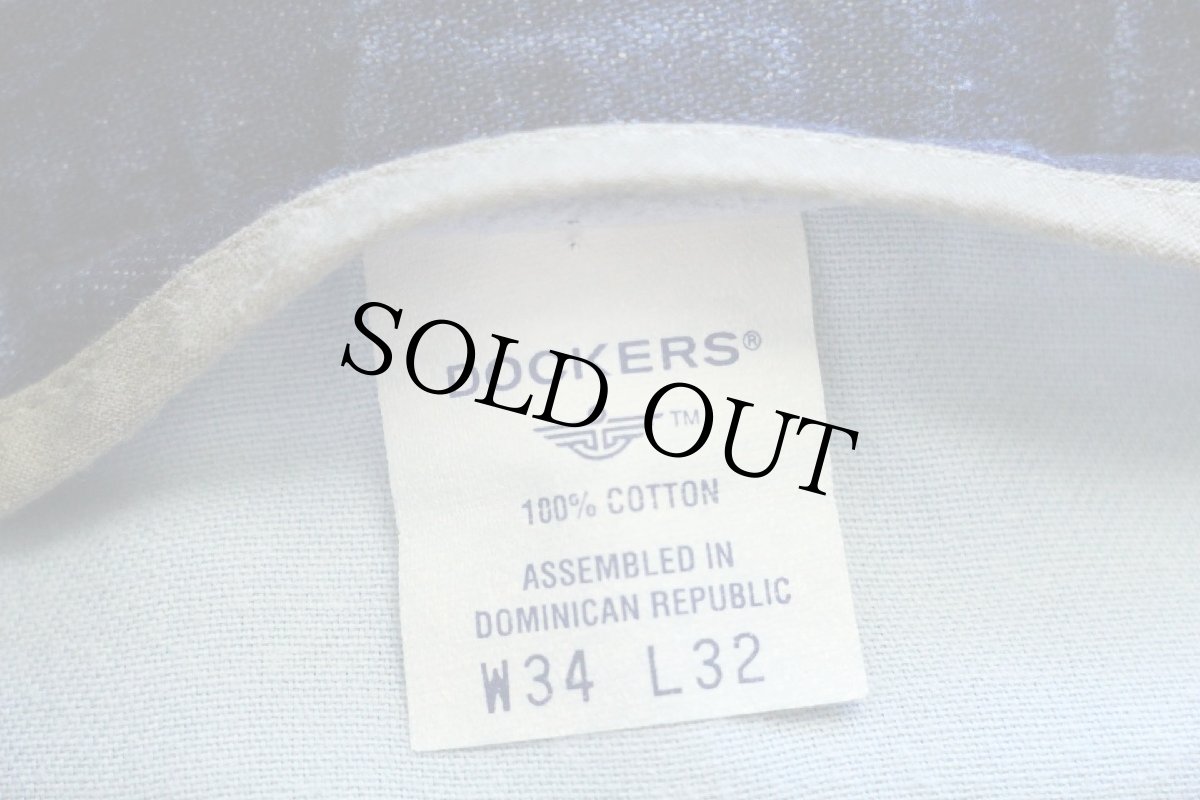 DOCKERS®
SOLD OUT
TM
100% COTTON
ASSEMBLED IN
DOMINICAN REPUBLIC
W34 L32